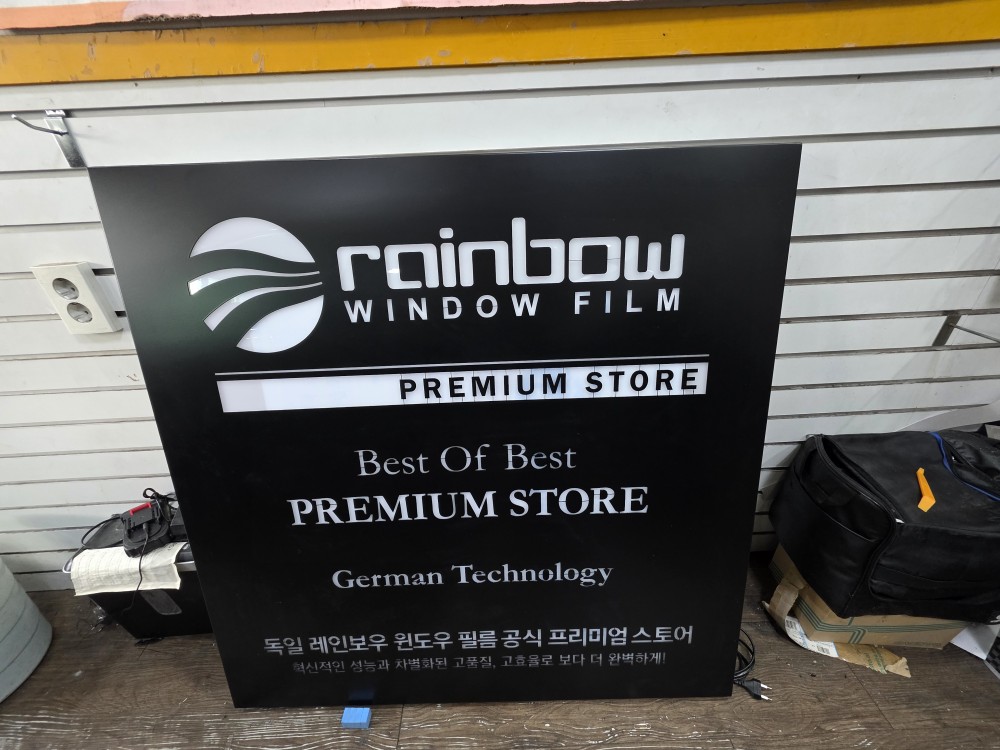 rainbow
WINDOW FILM
PREMIUM STORE
Best Of Best
PREMIUM STORE
German Technology
독일 레인보우 윈도우 필름 공식 프리미엄 스토어
혁신적인 성능과 차별화된 고품질, 고효율로 보다 더 완벽하게!